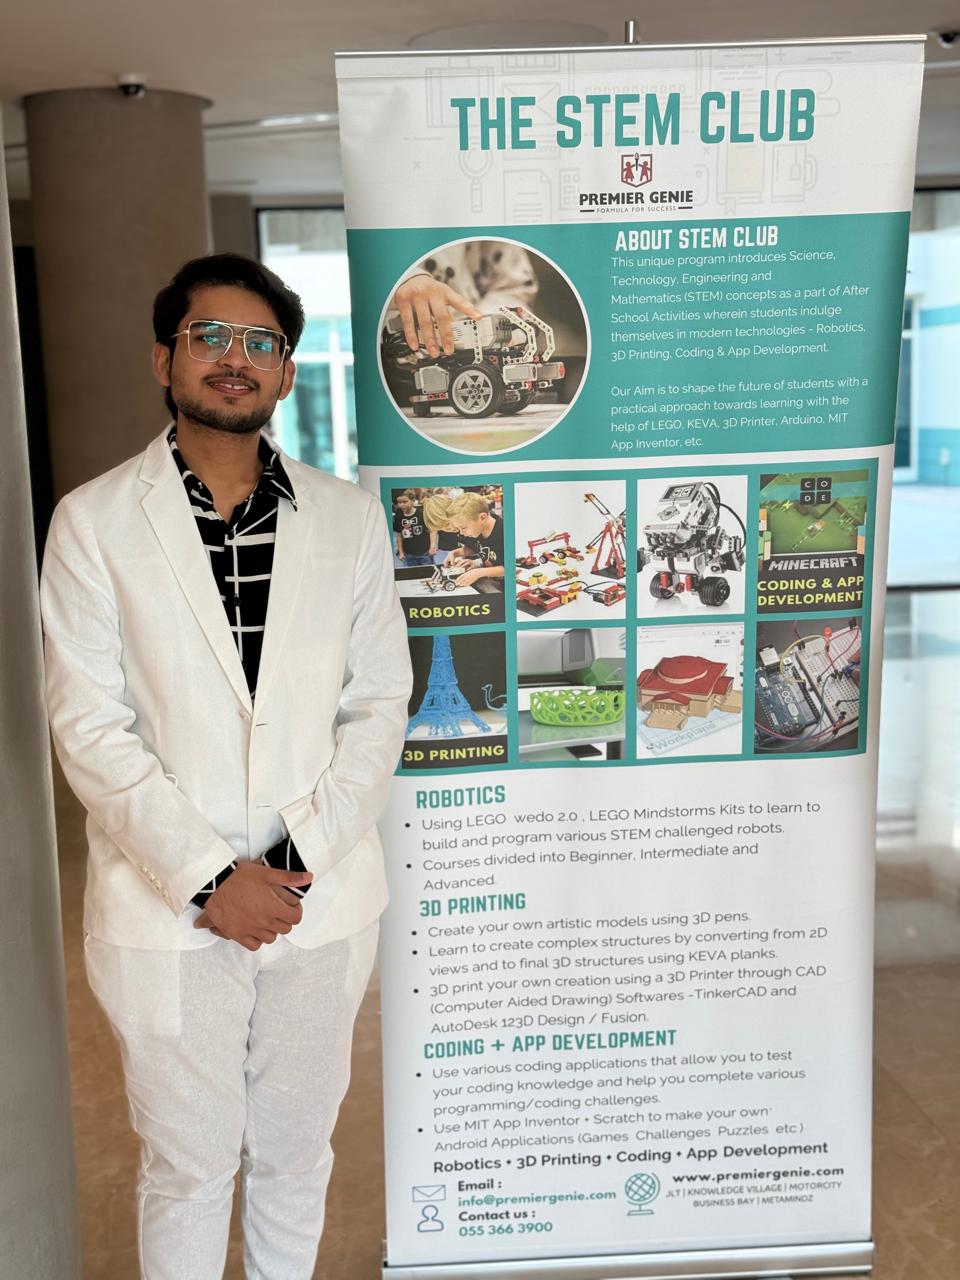 THE STEM CLUB
PREMIER GENIE
FORMULA FOR SUCCESS
ABOUT STEM CLUB
This unique program introduces Science,
Technology, Engineering and
Mathematics (STEM) concepts as a part of After
School Activities wherein students indulge
themselves in modern technologies - Robotics,
3D Printing, Coding & App Development.
Our Aim is to shape the future of students with a
practical approach towards learning with the
help of LEGO, KEVA, 3D Printer, Arduino, MIT
App Inventor, etc.
ROBOTICS
CODE
MINECRAFT
CODING & APP
DEVELOPMENT
3D PRINTING
Workplane
ROBOTICS
• Using LEGO wedo 2.0 , LEGO Mindstorms Kits to learn to
build and program various STEM challenged robots.
• Courses divided into Beginner, Intermediate and
Advanced.
3D PRINTING
• Create your own artistic models using 3D pens.
• Learn to create complex structures by converting from 2D
views and to final 3D structures using KEVA planks.
• 3D print your own creation using a 3D Printer through CAD
(Computer Aided Drawing) Softwares -TinkerCAD and
AutoDesk 123D Design / Fusion.
CODING + APP DEVELOPMENT
• Use various coding applications that allow you to test
your coding knowledge and help you complete various
programming/coding challenges.
• Use MIT App Inventor + Scratch to make your own
Android Applications (Games Challenges Puzzles etc)
Robotics + 3D Printing + Coding + App Development
Email :
info@premiergenie.com
Contact us :
055 366 3900
www.premiergenie.com
JLT | KNOWLEDGE VILLAGE | MOTORCITY
BUSINESS BAY | METAMINDZ